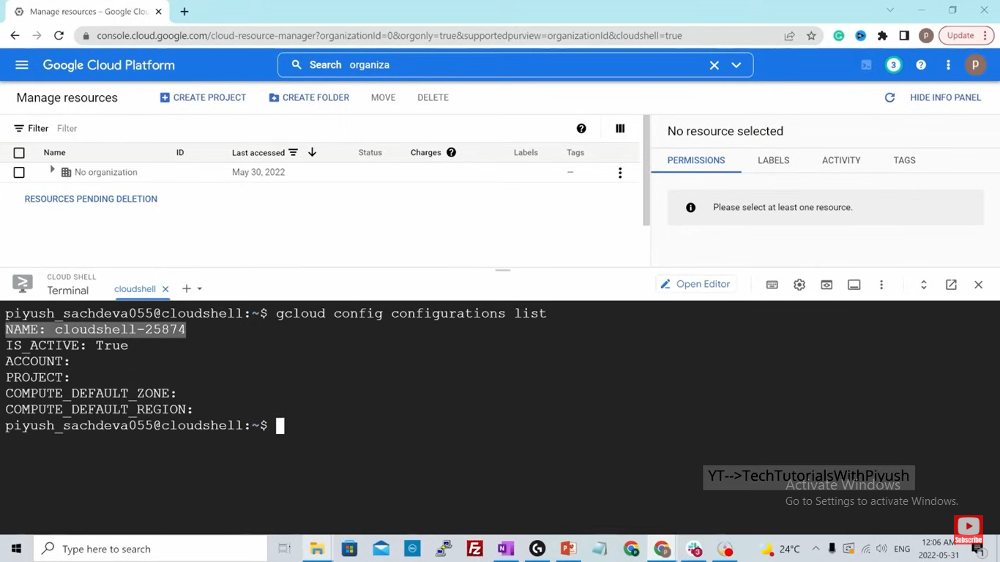 Manage resources – Google Clou
console.cloud.google.com/cloud-resource-manager?organizationId=0&orgonly=true&supportedpurview=organizationId&cloudshell=true
p
Update
Google Cloud Platform
Search organiza
3
p
Manage resources
CREATE PROJECT
CREATE FOLDER
MOVE
DELETE
HIDE INFO PANEL
Filter Filter
No resource selected
Name ID Last accessed Status Charges Labels Tags
PERMISSIONS LABELS ACTIVITY TAGS
No organization May 30, 2022 –
RESOURCES PENDING DELETION
Please select at least one resource.
CLOUD SHELL
Terminal
cloudshell
Open Editor
piyush_sachdeva055@cloudshell:~$ gcloud config configurations list
NAME: cloudshell-25874
IS_ACTIVE: True
ACCOUNT:
PROJECT:
COMPUTE_DEFAULT_ZONE:
COMPUTE_DEFAULT_REGION:
piyush_sachdeva055@cloudshell:~$
YT-->TechTutorialsWithPiyush
Activate Windows
Go to Settings to activate Windows.
Subscribe
Type here to search
24°C
ENG
12:06 AM
2022-05-31
1